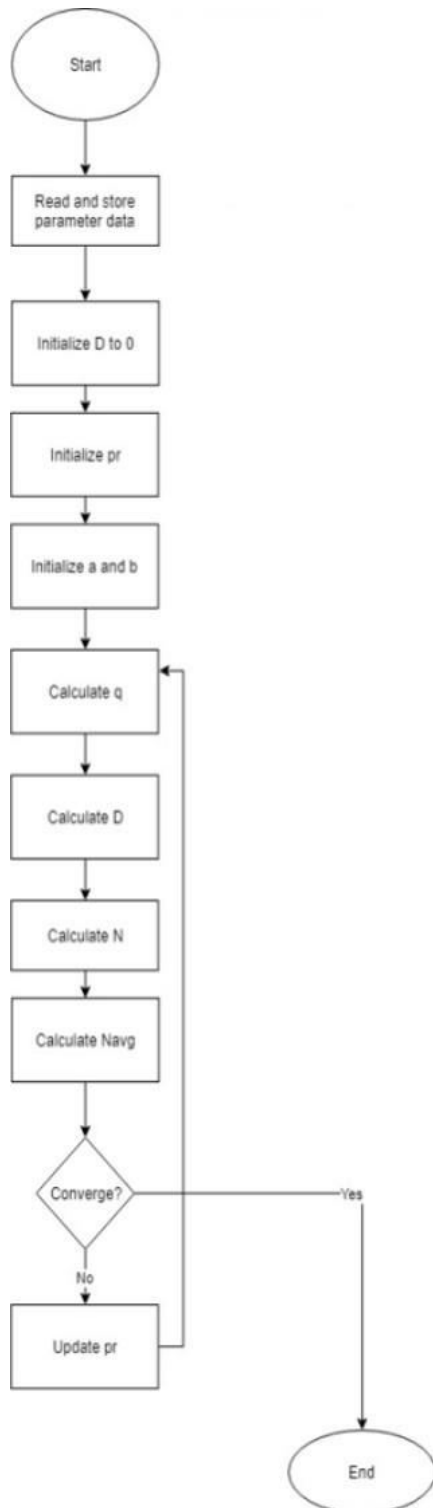 Start
Read and store
parameter data
Initialize D to 0
Initialize pr
Initialize a and b
Calculate q
Calculate D
Calculate N
Calculate Navg
Converge?
Yes
No
Update pr
End